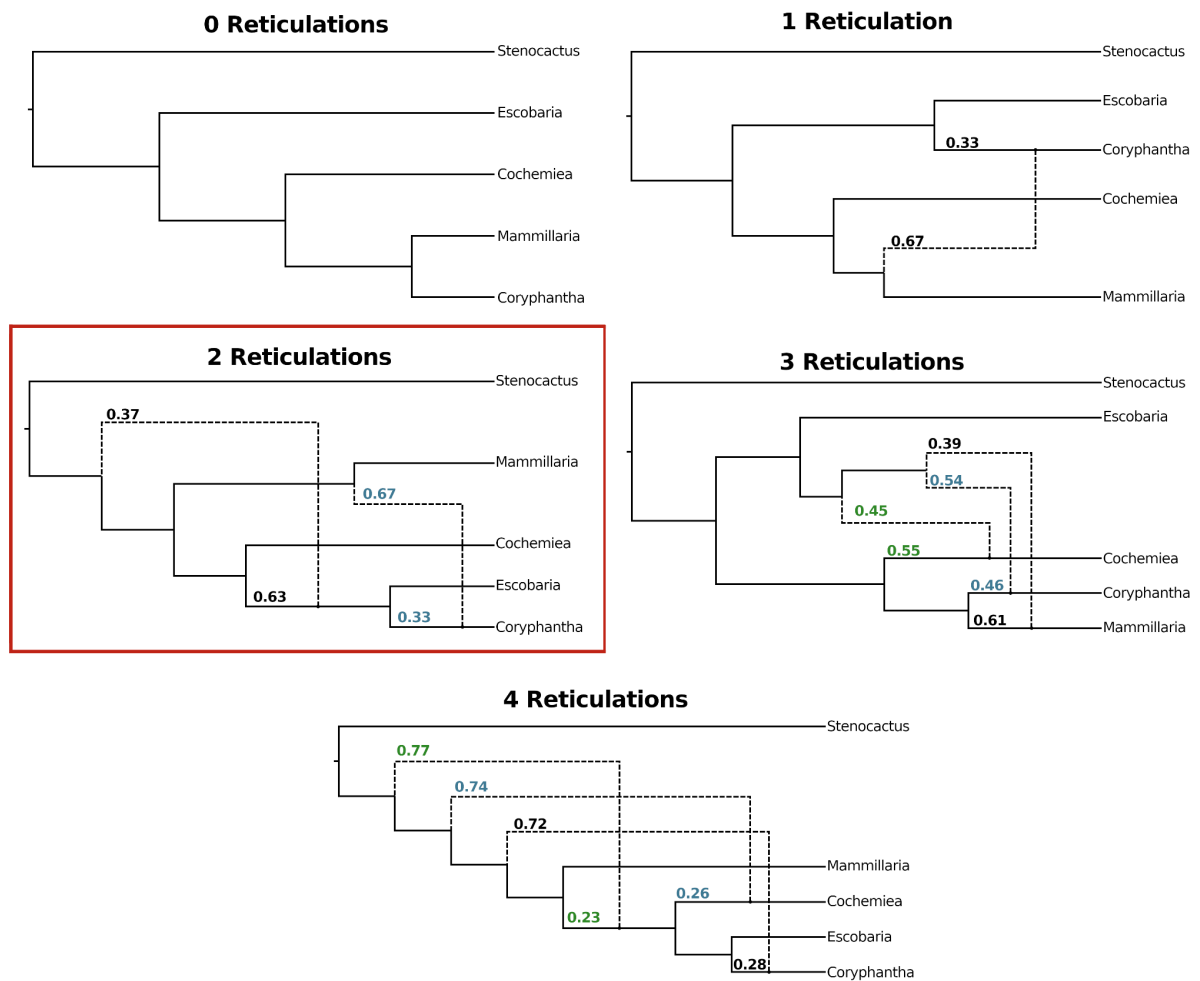 0 Reticulations
Stenocactus
Escobaria
Cochemiea
Mammillaria
Coryphantha
1 Reticulation
Stenocactus
Escobaria
0.33
Coryphantha
Cochemiea
0.67
Mammillaria
2 Reticulations
Stenocactus
0.37
Mammillaria
0.67
Cochemiea
Escobaria
0.63
0.33
Coryphantha
3 Reticulations
Stenocactus
Escobaria
0.39
0.54
0.45
0.55
Cochemiea
0.46
Coryphantha
0.61
Mammillaria
4 Reticulations
Stenocactus
0.77
0.74
0.72
Mammillaria
0.26
Cochemiea
0.23
Escobaria
0.28
Coryphantha